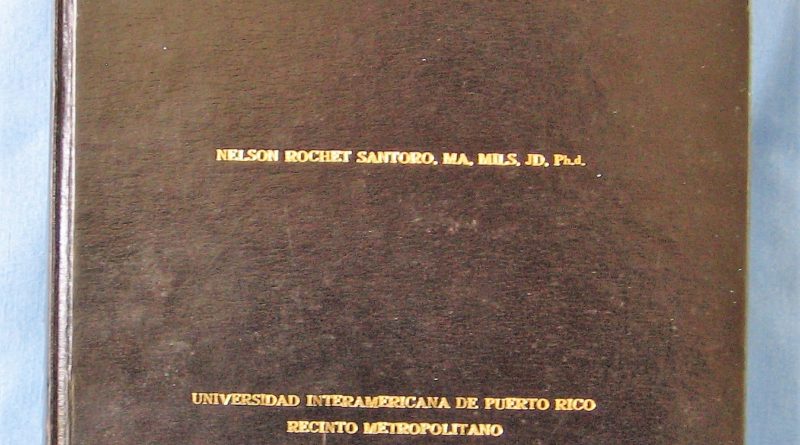 NELSON ROCHET SANTORO, MA, MILS, JD, Ph.d.
UNIVERSIDAD INTERAMERICANA DE PUERTO RICO
RECINTO METROPOLITANO